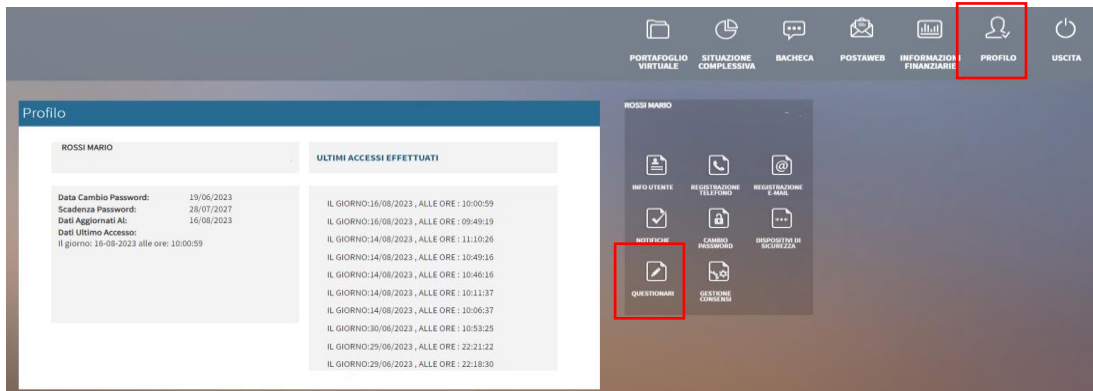 PORTAFOGLIO VIRTUALE
SITUAZIONE COMPLESSIVA
BACHECA
POSTAWEB
INFORMAZIONI FINANZIARIE
PROFILO
USCITA
Profilo
ROSSI MARIO
Data Cambio Password: 19/06/2023
Scadenza Password: 28/07/2027
Dati Aggiornati Al: 16/08/2023
Dati Ultimo Accesso:
Il giorno: 16-08-2023 alle ore: 10:00:59
ULTIMI ACCESSI EFFETTUATI
IL GIORNO:16/08/2023 , ALLE ORE : 10:00:59
IL GIORNO:16/08/2023 , ALLE ORE : 09:49:19
IL GIORNO:14/08/2023 , ALLE ORE : 11:10:26
IL GIORNO:14/08/2023 , ALLE ORE : 10:49:16
IL GIORNO:14/08/2023 , ALLE ORE : 10:46:16
IL GIORNO:14/08/2023 , ALLE ORE : 10:11:37
IL GIORNO:14/08/2023 , ALLE ORE : 10:06:37
IL GIORNO:30/06/2023 , ALLE ORE : 10:53:25
IL GIORNO:29/06/2023 , ALLE ORE : 22:21:22
IL GIORNO:29/06/2023 , ALLE ORE : 22:18:30
ROSSI MARIO
INFO UTENTE
REGISTRAZIONE TELEFONO
REGISTRAZIONE E-MAIL
NOTIFICHE
CAMBIO PASSWORD
DISPOSITIVI DI SICUREZZA
QUESTIONARI
GESTIONE CONSENSI